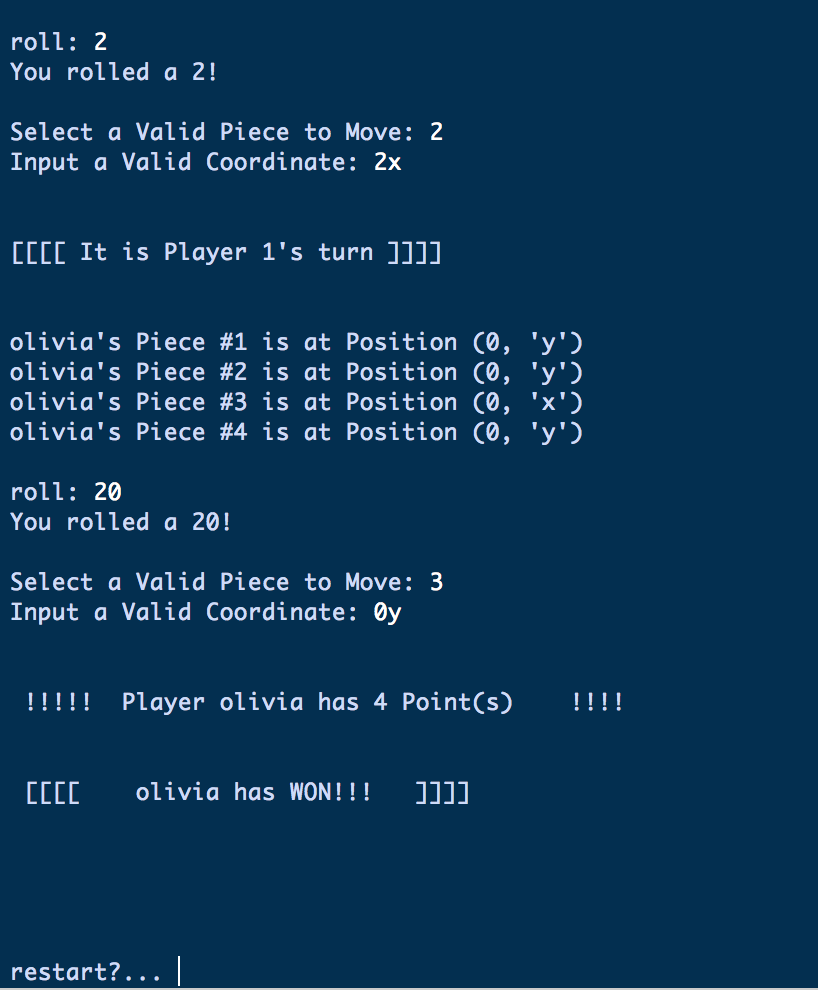 roll: 2
You rolled a 2!
Select a Valid Piece to Move: 2
Input a Valid Coordinate: 2x
[[[[ It is Player 1's turn ]]]]
olivia's Piece #1 is at Position (0, 'y')
olivia's Piece #2 is at Position (0, 'y')
olivia's Piece #3 is at Position (0, 'x')
olivia's Piece #4 is at Position (0, 'y')
roll: 20
You rolled a 20!
Select a Valid Piece to Move: 3
Input a Valid Coordinate: 0y
!!!!!  Player olivia has 4 Point(s)    !!!!
[[[[    olivia has WON!!!   ]]]]
restart?...